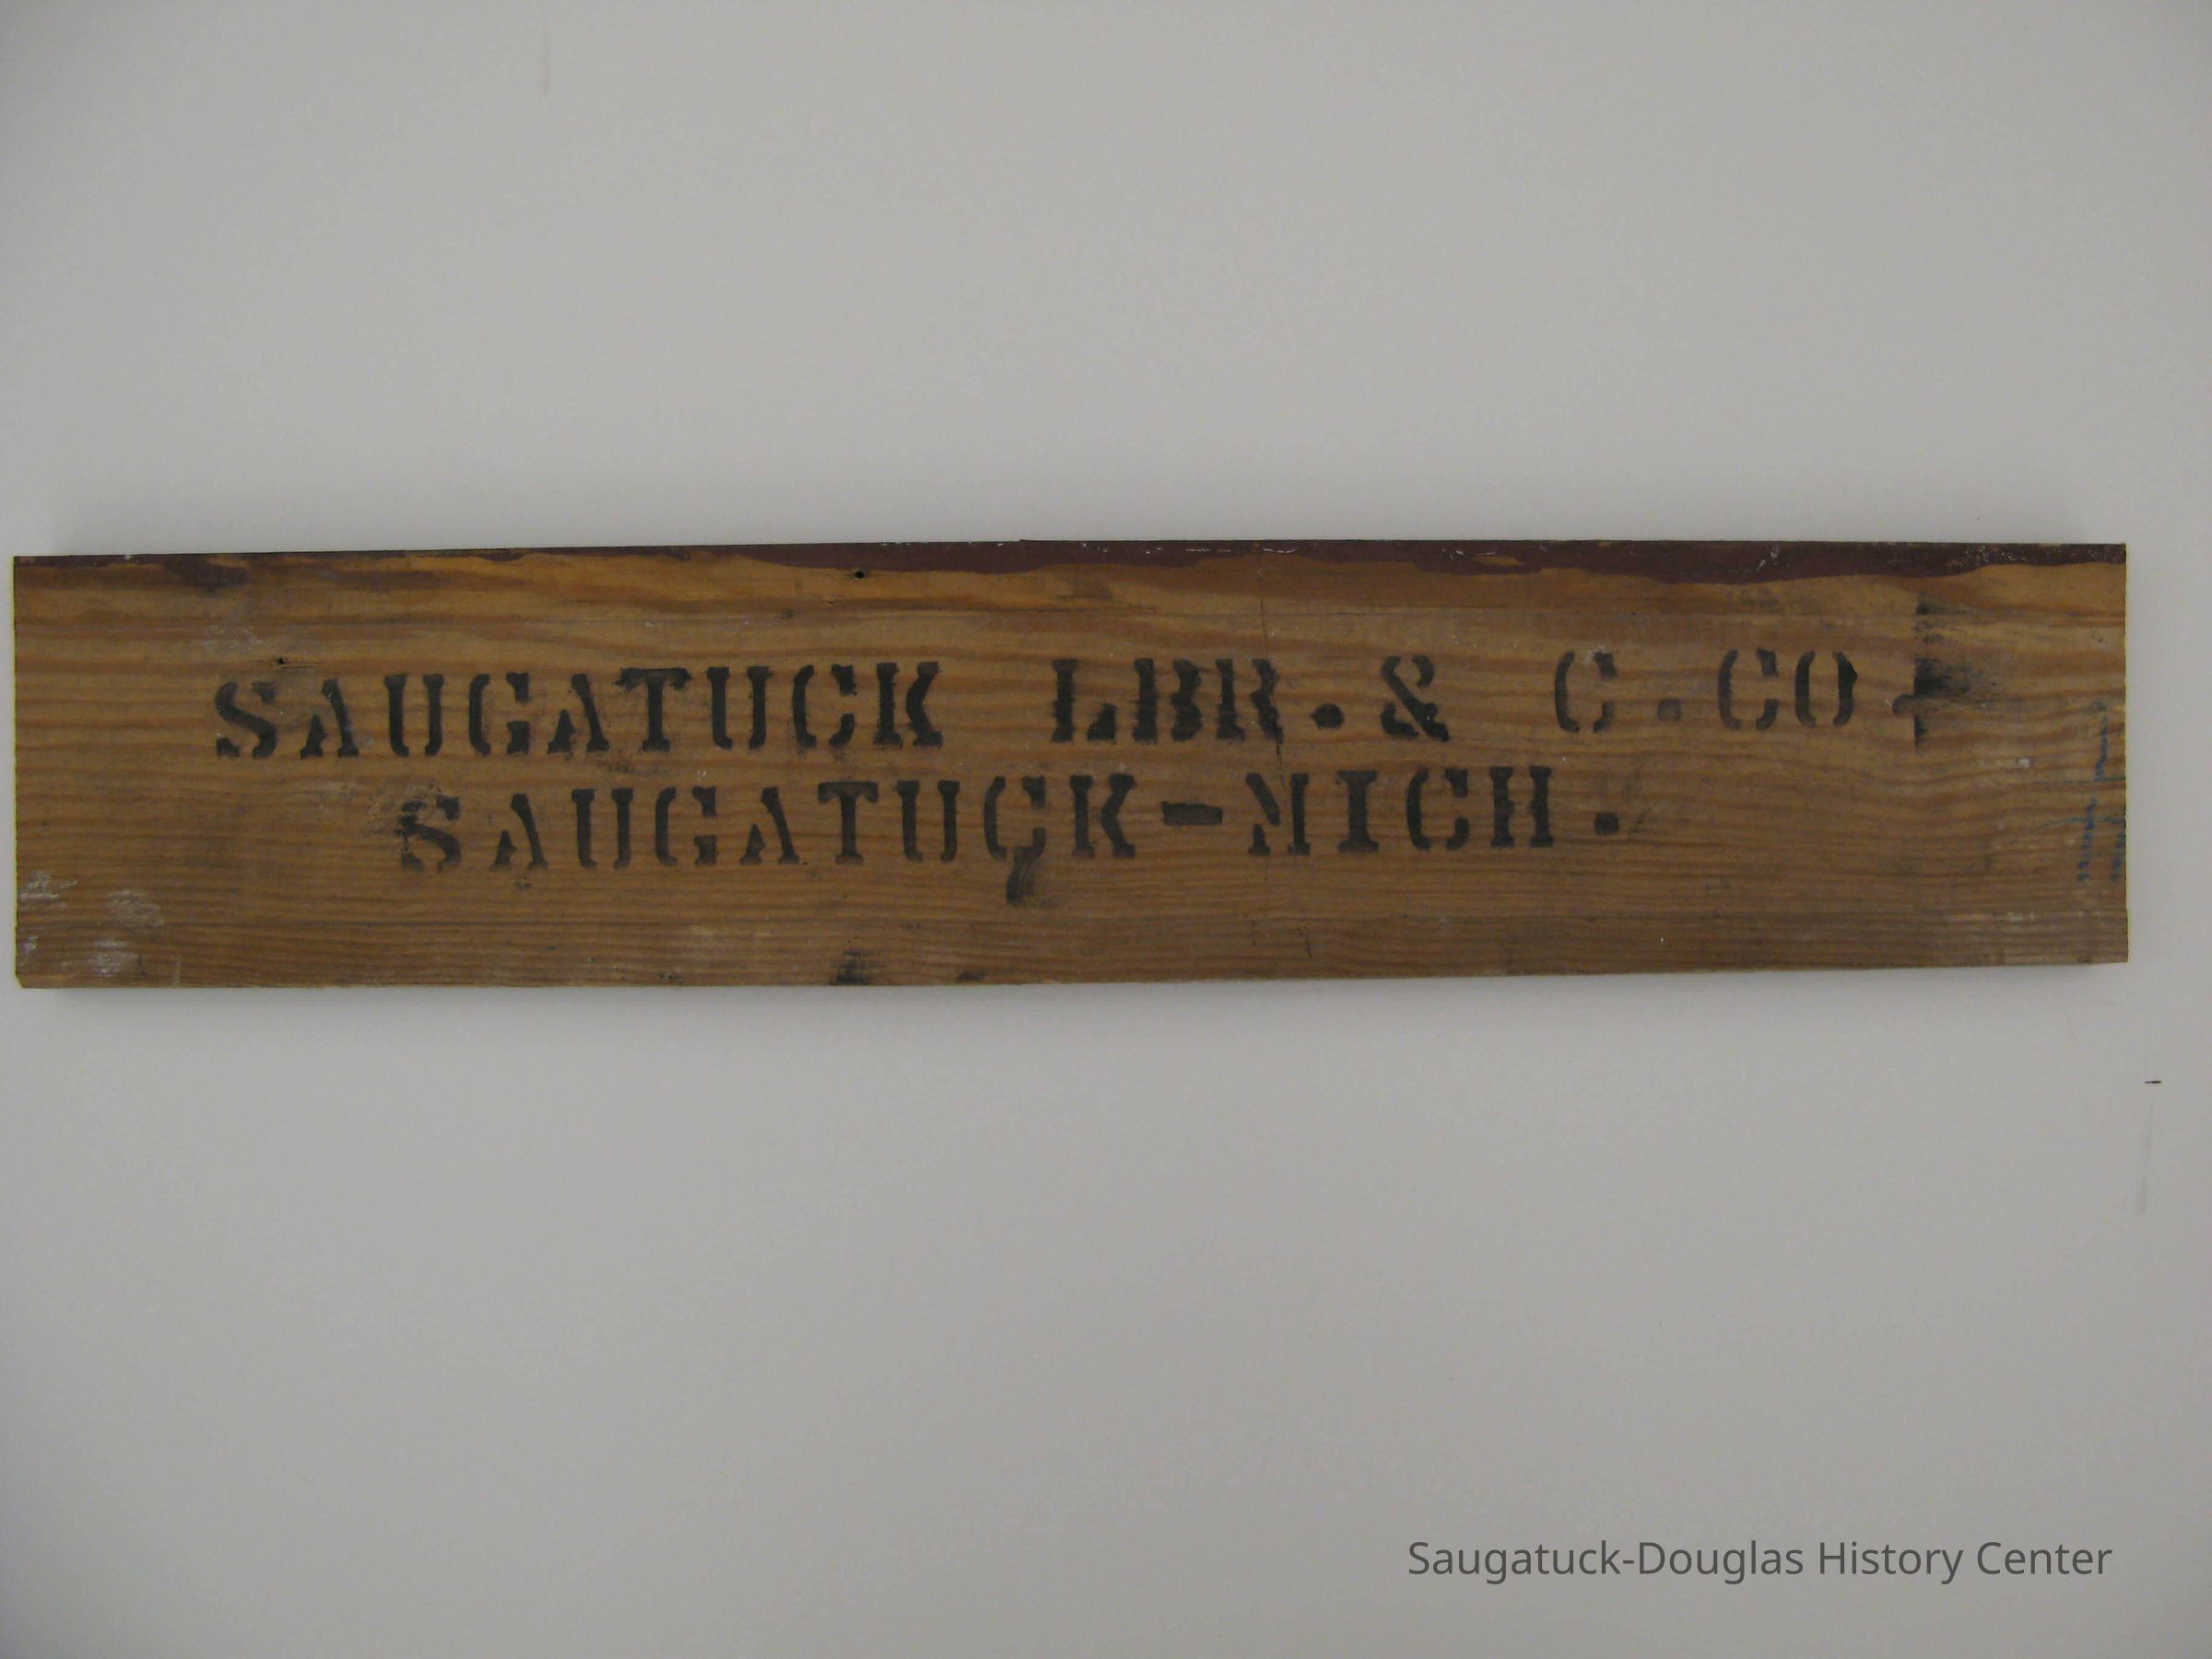 SAUGATUCK LBR. & C. CO
SAUGATUCK-MICH.
Saugatuck-Douglas History Center